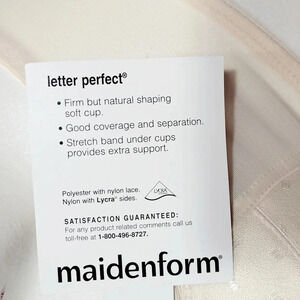 letter perfect®
• Firm but natural shaping
soft cup.
• Good coverage and separation.
• Stretch band under cups
provides extra support.
Polyester with nylon lace.
Nylon with Lycra® sides.
LYCRA
SATISFACTION GUARANTEED:
For any product related comments call us
toll-free at 1-800-496-8727.
maidenform®